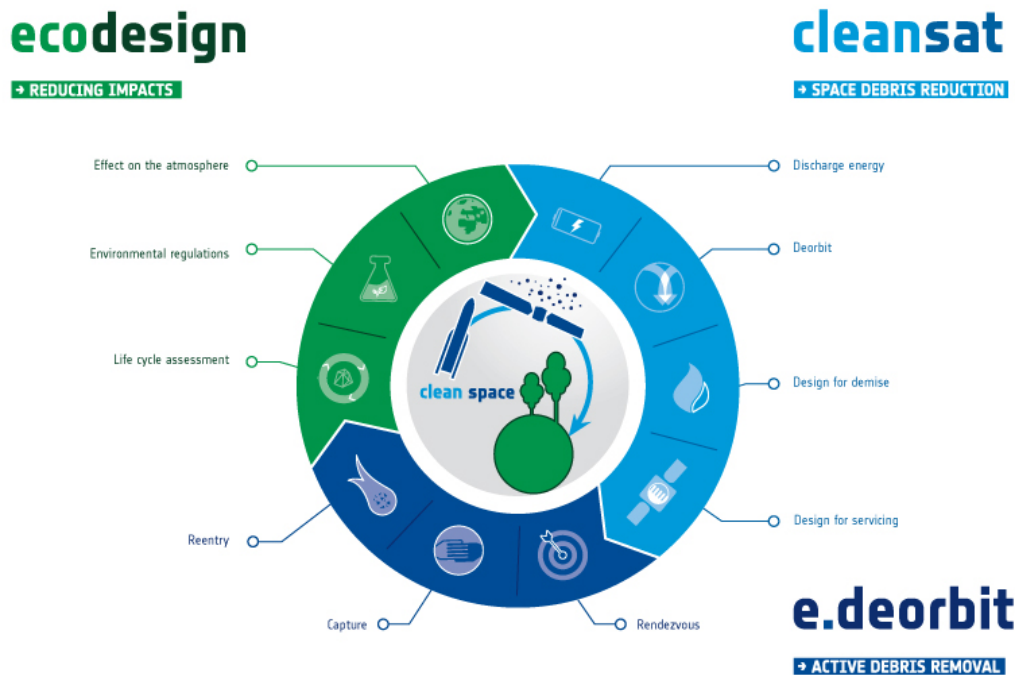 ecodesign
→ REDUCING IMPACTS
cleansat
→ SPACE DEBRIS REDUCTION
Effect on the atmosphere
Discharge energy
Environmental regulations
Deorbit
Life cycle assessment
Design for demise
clean space
Design for servicing
Reentry
Capture
Rendezvous
e.deorbit
→ ACTIVE DEBRIS REMOVAL